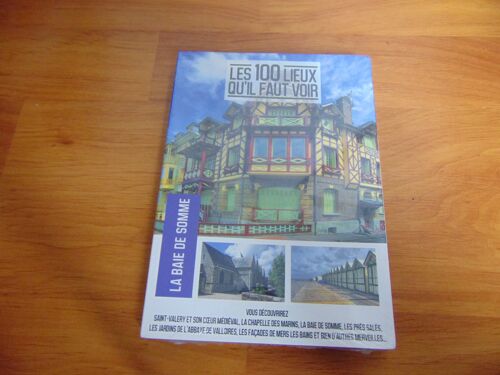 LES 100 LIEUX
QU'IL FAUT VOIR
LA BAIE DE SOMME
VOUS DÉCOUVRIREZ
SAINT-VALERY ET SON CŒUR MÉDIÉVAL, LA CHAPELLE DES MARINS, LA BAIE DE SOMME, LES PRÉS SALÉS,
LES JARDINS DE L'ABBAYE DE VALLOIRES, LES FAÇADES DE MERS LES BAINS ET BIEN D'AUTRES MERVEILLES...